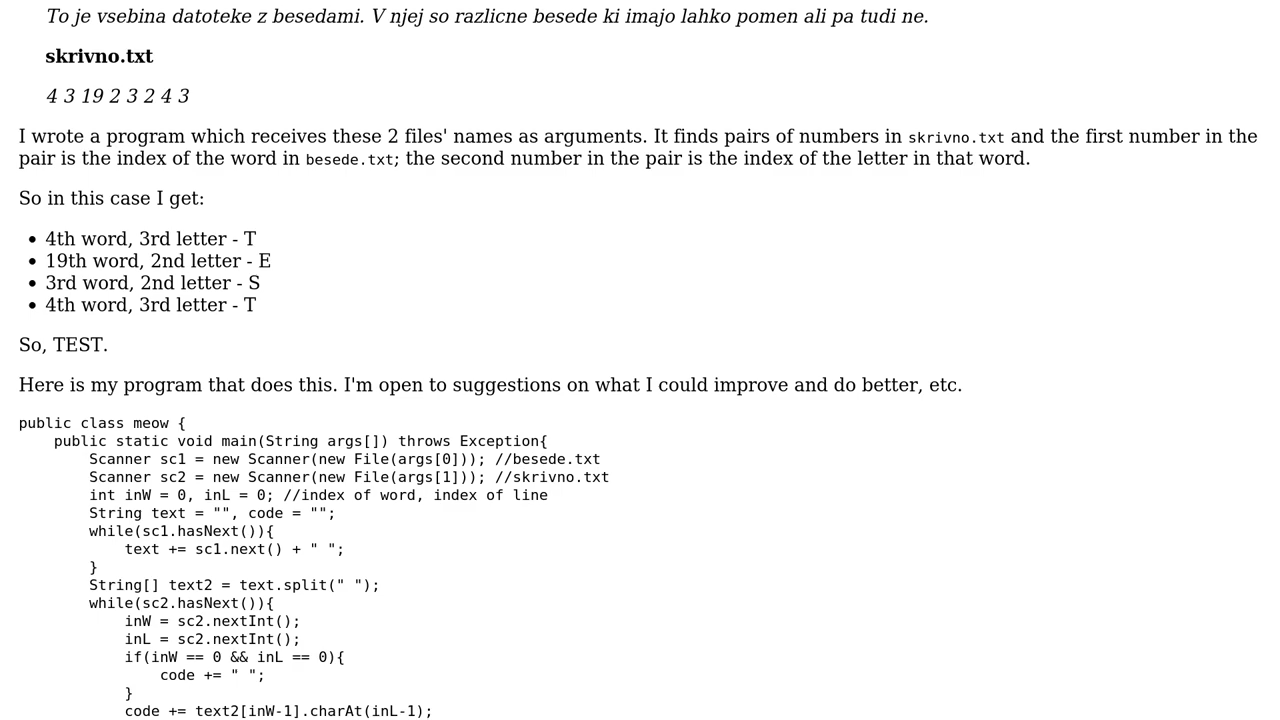 To je vsebina datoteke z besedami. V njej so razlicne besede ki imajo lahko pomen ali pa tudi ne.
skrivno.txt
4 3 19 2 3 2 4 3
I wrote a program which receives these 2 files' names as arguments. It finds pairs of numbers in skrivno.txt and the first number in the
pair is the index of the word in besede.txt; the second number in the pair is the index of the letter in that word.
So in this case I get:
• 4th word, 3rd letter - T
• 19th word, 2nd letter - E
• 3rd word, 2nd letter - S
• 4th word, 3rd letter - T
So, TEST.
Here is my program that does this. I'm open to suggestions on what I could improve and do better, etc.
public class meow {
    public static void main(String args[]) throws Exception{
        Scanner sc1 = new Scanner(new File(args[0])); //besede.txt
        Scanner sc2 = new Scanner(new File(args[1])); //skrivno.txt
        int inW = 0, inL = 0; //index of word, index of line
        String text = "", code = "";
        while(sc1.hasNext()){
            text += sc1.next() + " ";
        }
        String[] text2 = text.split(" ");
        while(sc2.hasNext()){
            inW = sc2.nextInt();
            inL = sc2.nextInt();
            if(inW == 0 && inL == 0){
                code += " ";
            }
            code += text2[inW-1].charAt(inL-1);